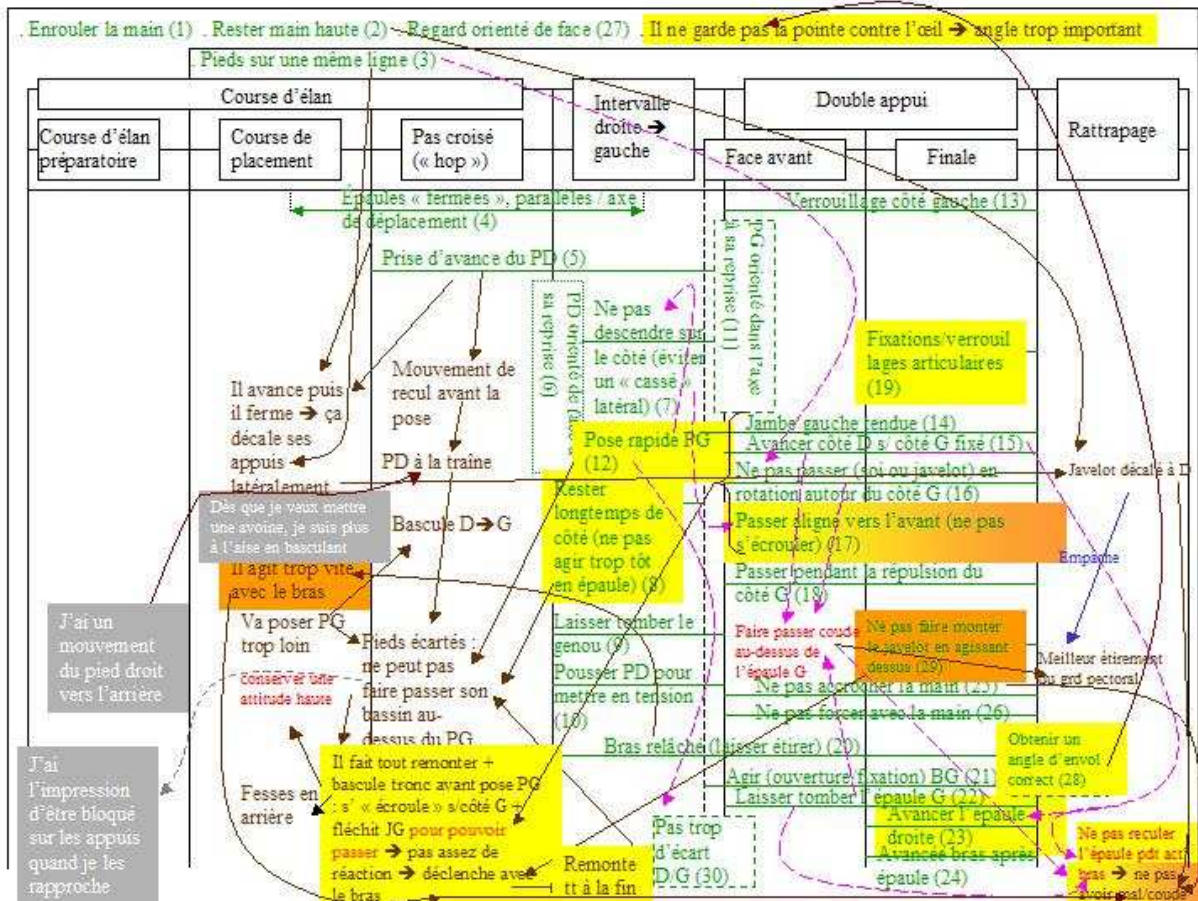 . Enrouler la main (1)  . Rester main haute (2)  . Regard orienté de face (27)  . Il ne garde pas la pointe contre l'œil ➔ angle trop important
. Pieds sur une même ligne (3)
Course d'élan
Course d'élan
préparatoire
Course de
placement
Pas croisé
(« hop »)
Intervalle
droite ➔
gauche
Double appui
Face avant
Finale
Rattrapage
Épaules « fermées », parallèles / axe
de déplacement (4)
Verrouillage côté gauche (13)
Prise d'avance du PD (5)
PD orienté de
sa reprise (6)
Ne pas
descendre sur
le côté (éviter
un « cassé »
latéral) (7)
PG orienté dans l'axe
à sa reprise (11)
Fixations/verrouil
lages articulaires
(19)
Il avance puis
il ferme ➔ ça
décale ses
appuis
latéralement
Mouvement de
recul avant la
pose
PD à la traîne
Pose rapide PG
(12)
Jambe gauche tendue (14)
Avancer côté D s/ côté G fixé (15)
Ne pas passer (soi ou javelot) en
rotation autour du côté G (16)
Javelot décalé à D
Dès que je veux mettre
une avoine, je suis plus
à l'aise en basculant
Bascule D➔G
Rester
longtemps de
côté (ne pas
agir trop tôt
en épaule) (8)
Passer aligné vers l'avant (ne pas
s'écrouler) (17)
Empêche
Il agit trop vite
avec le bras
Passer pendant la répulsion du
côté G (18)
J'ai un
mouvement
du pied droit
vers l'arrière
Va poser PG
trop loin
Pieds écartés :
ne peut pas
faire passer son
bassin au-
dessus du PG
Laisser tomber le
genou (9)
Faire passer coude
au-dessus de
l'épaule G
Ne pas faire monter
le javelot en agissant
dessus (29)
Meilleur étirement
du grd pectoral
conserver une
attitude haute
Pousser PD pour
mettre en tension
(10)
Ne pas accrocher la main (25)
Ne pas forcer avec la main (26)
Bras relâché (laisser étirer) (20)
Obtenir un
angle d'envol
correct (28)
J'ai
l'impression
d'être bloqué
sur les appuis
quand je les
rapproche
Fesses en
arrière
Il fait tout remonter +
bascule tronc avant pose PG
: s' « écroule » s/côté G +
fléchit JG pour pouvoir
passer ➔ pas assez de
réaction ➔ déclenche avec
le bras
Remonte
tt à la fin
Agir (ouverture fixation) BG (21)
Laisser tomber l'épaule G (22)
Avancer l'épaule
droite (23)
Avancée bras après
épaule (24)
Pas trop
d'écart
D/G (30)
Ne pas reculer
l'épaule pdt
bras ➔ ne pas
avoir mal/coude